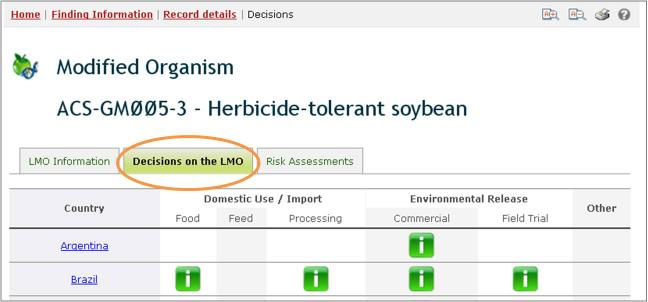 Home | Finding Information | Record details | Decisions
Modified Organism
ACS-GMØØ5-3 - Herbicide-tolerant soybean
LMO Information Decisions on the LMO Risk Assessments
Country Domestic Use / Import Environmental Release Other
Food Feed Processing Commercial Field Trial
Argentina i
Brazil i i i i